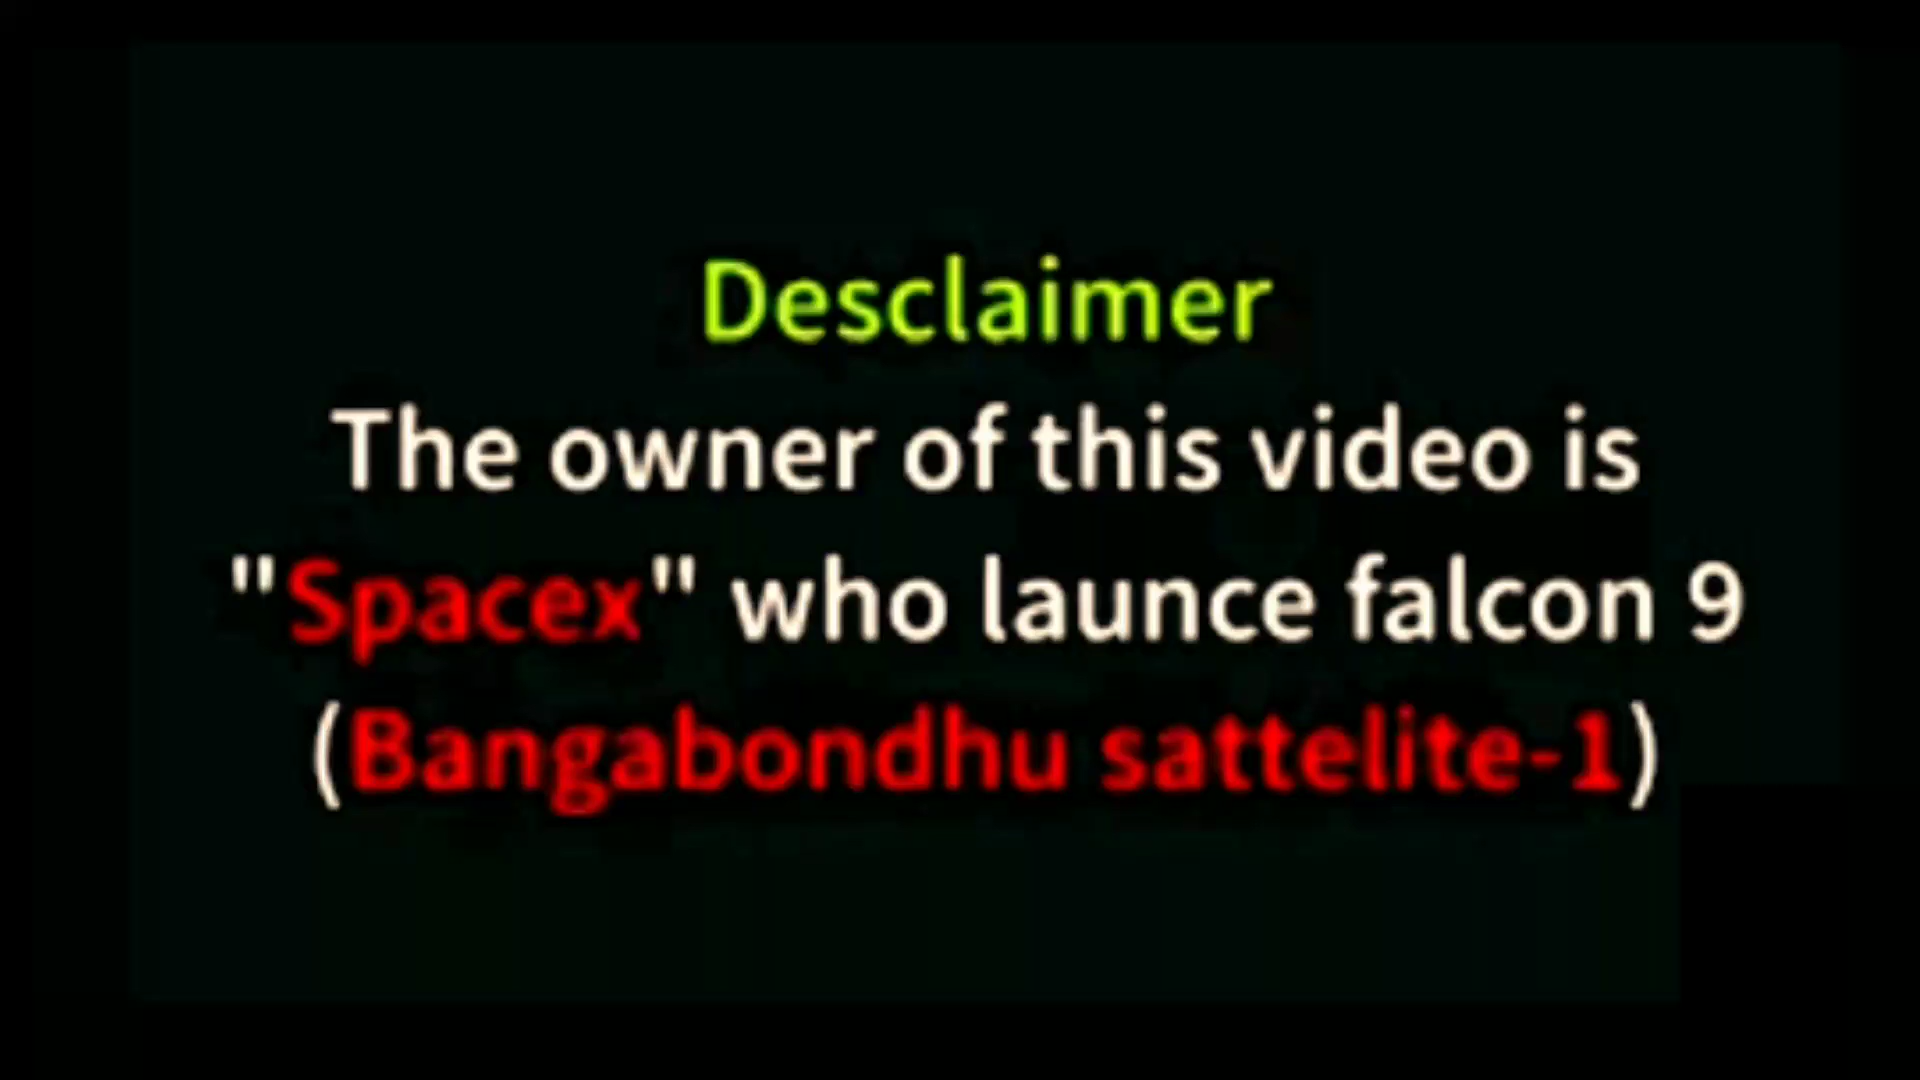 Desclaimer
The owner of this video is
"Spacex" who launce falcon 9
(Bangabondhu sattelite-1)